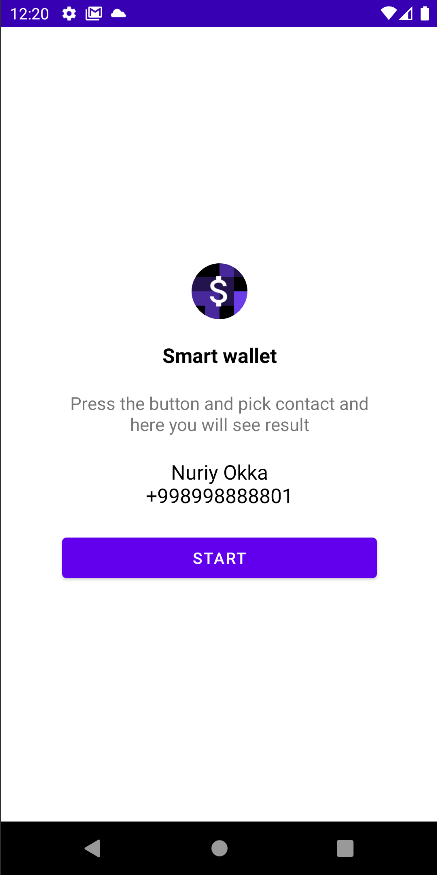 12:20
$
Smart wallet
Press the button and pick contact and
here you will see result
Nuriy Okka
+998998888801
START